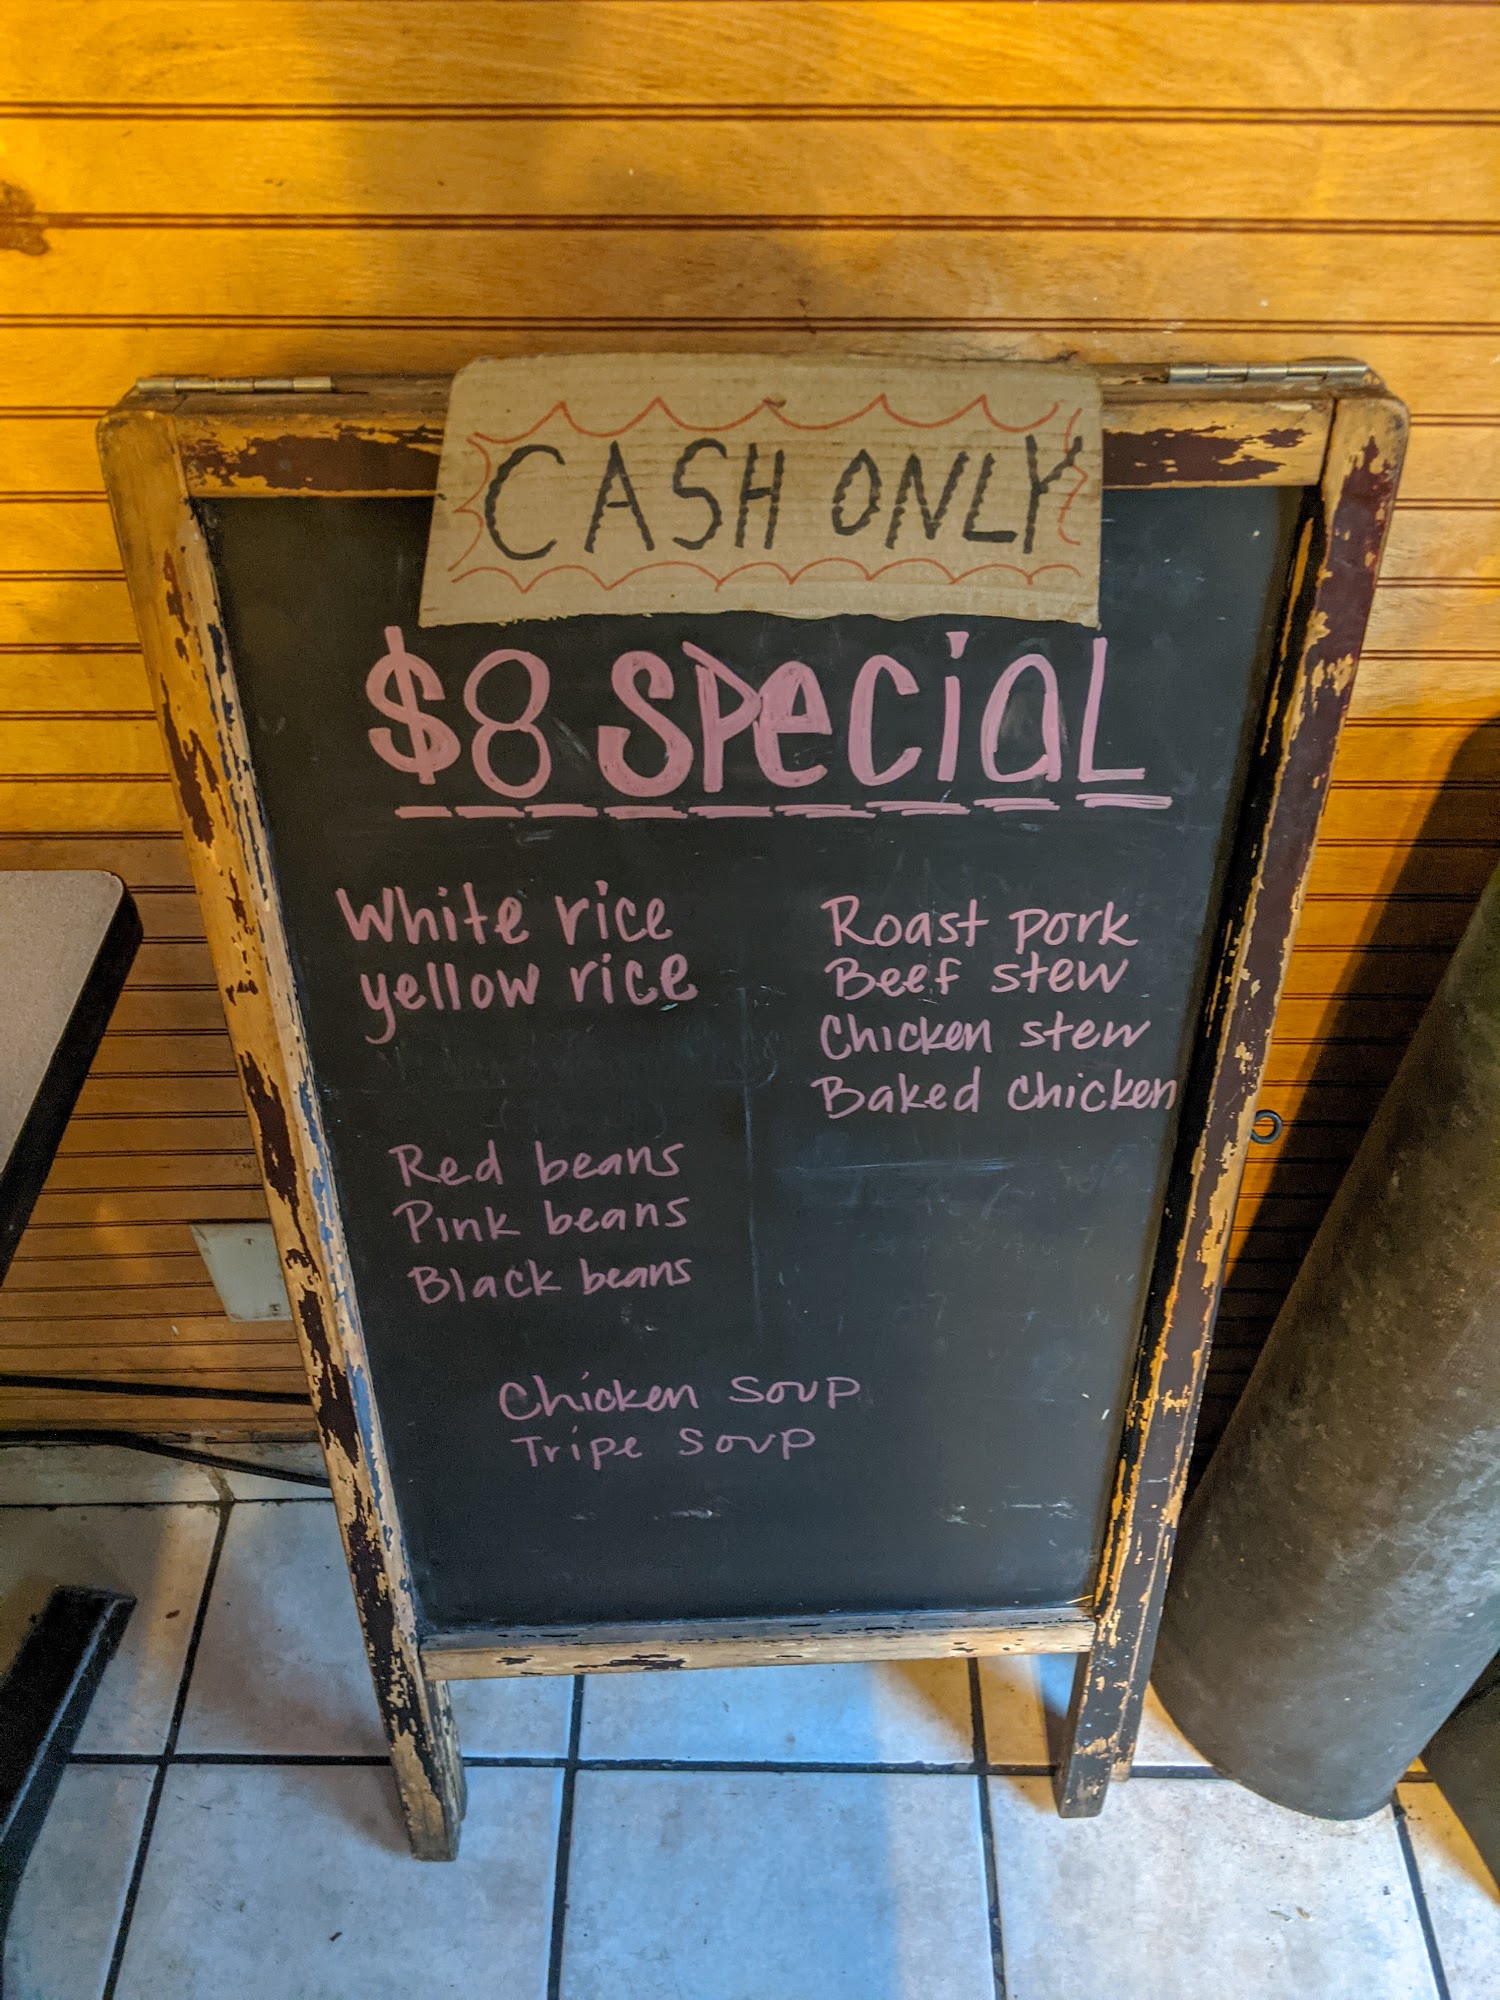 CASH ONLY
$8 SPeciaL
White rice
yellow rice
Red beans
Pink beans
Black beans
Roast pork
Beef stew
Chicken stew
Baked chicken
Chicken soup
Tripe soup